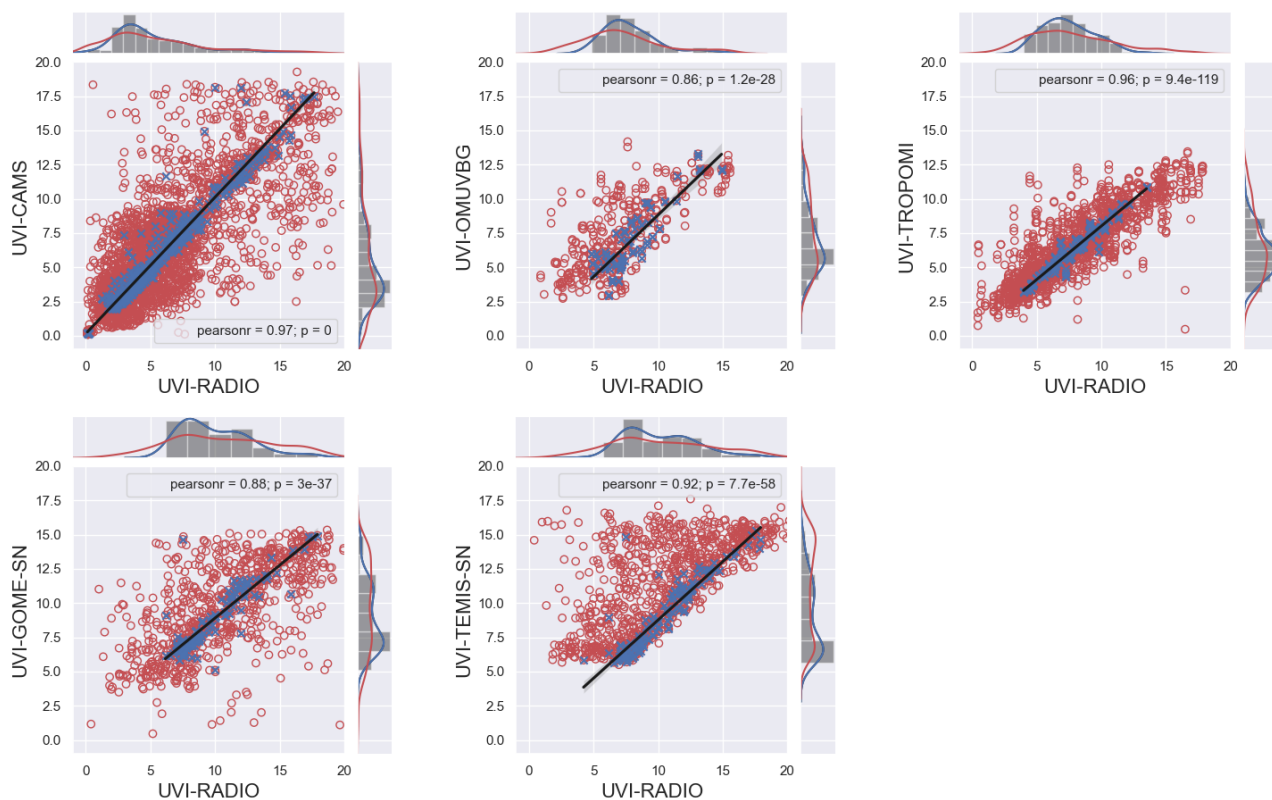 pearsonr = 0.97; p = 0
UVI-CAMS
20.0
17.5
15.0
12.5
10.0
7.5
5.0
2.5
0.0
0 5 10 15 20
UVI-RADIO
pearsonr = 0.86; p = 1.2e-28
UVI-OMUVBG
20.0
17.5
15.0
12.5
10.0
7.5
5.0
2.5
0.0
0 5 10 15 20
UVI-RADIO
pearsonr = 0.96; p = 9.4e-119
UVI-TROPOMI
20.0
17.5
15.0
12.5
10.0
7.5
5.0
2.5
0.0
0 5 10 15 20
UVI-RADIO
pearsonr = 0.88; p = 3e-37
UVI-GOME-SN
20.0
17.5
15.0
12.5
10.0
7.5
5.0
2.5
0.0
0 5 10 15 20
UVI-RADIO
pearsonr = 0.92; p = 7.7e-58
UVI-TEMIS-SN
20.0
17.5
15.0
12.5
10.0
7.5
5.0
2.5
0.0
0 5 10 15 20
UVI-RADIO